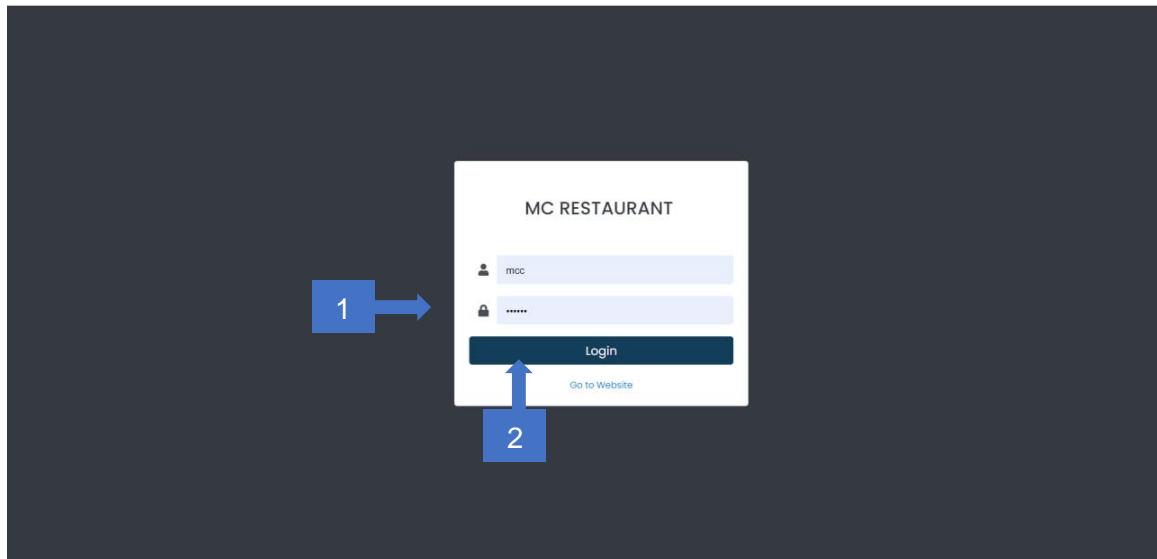 MC RESTAURANT
mcc
••••••
1
Login
Go to Website
2